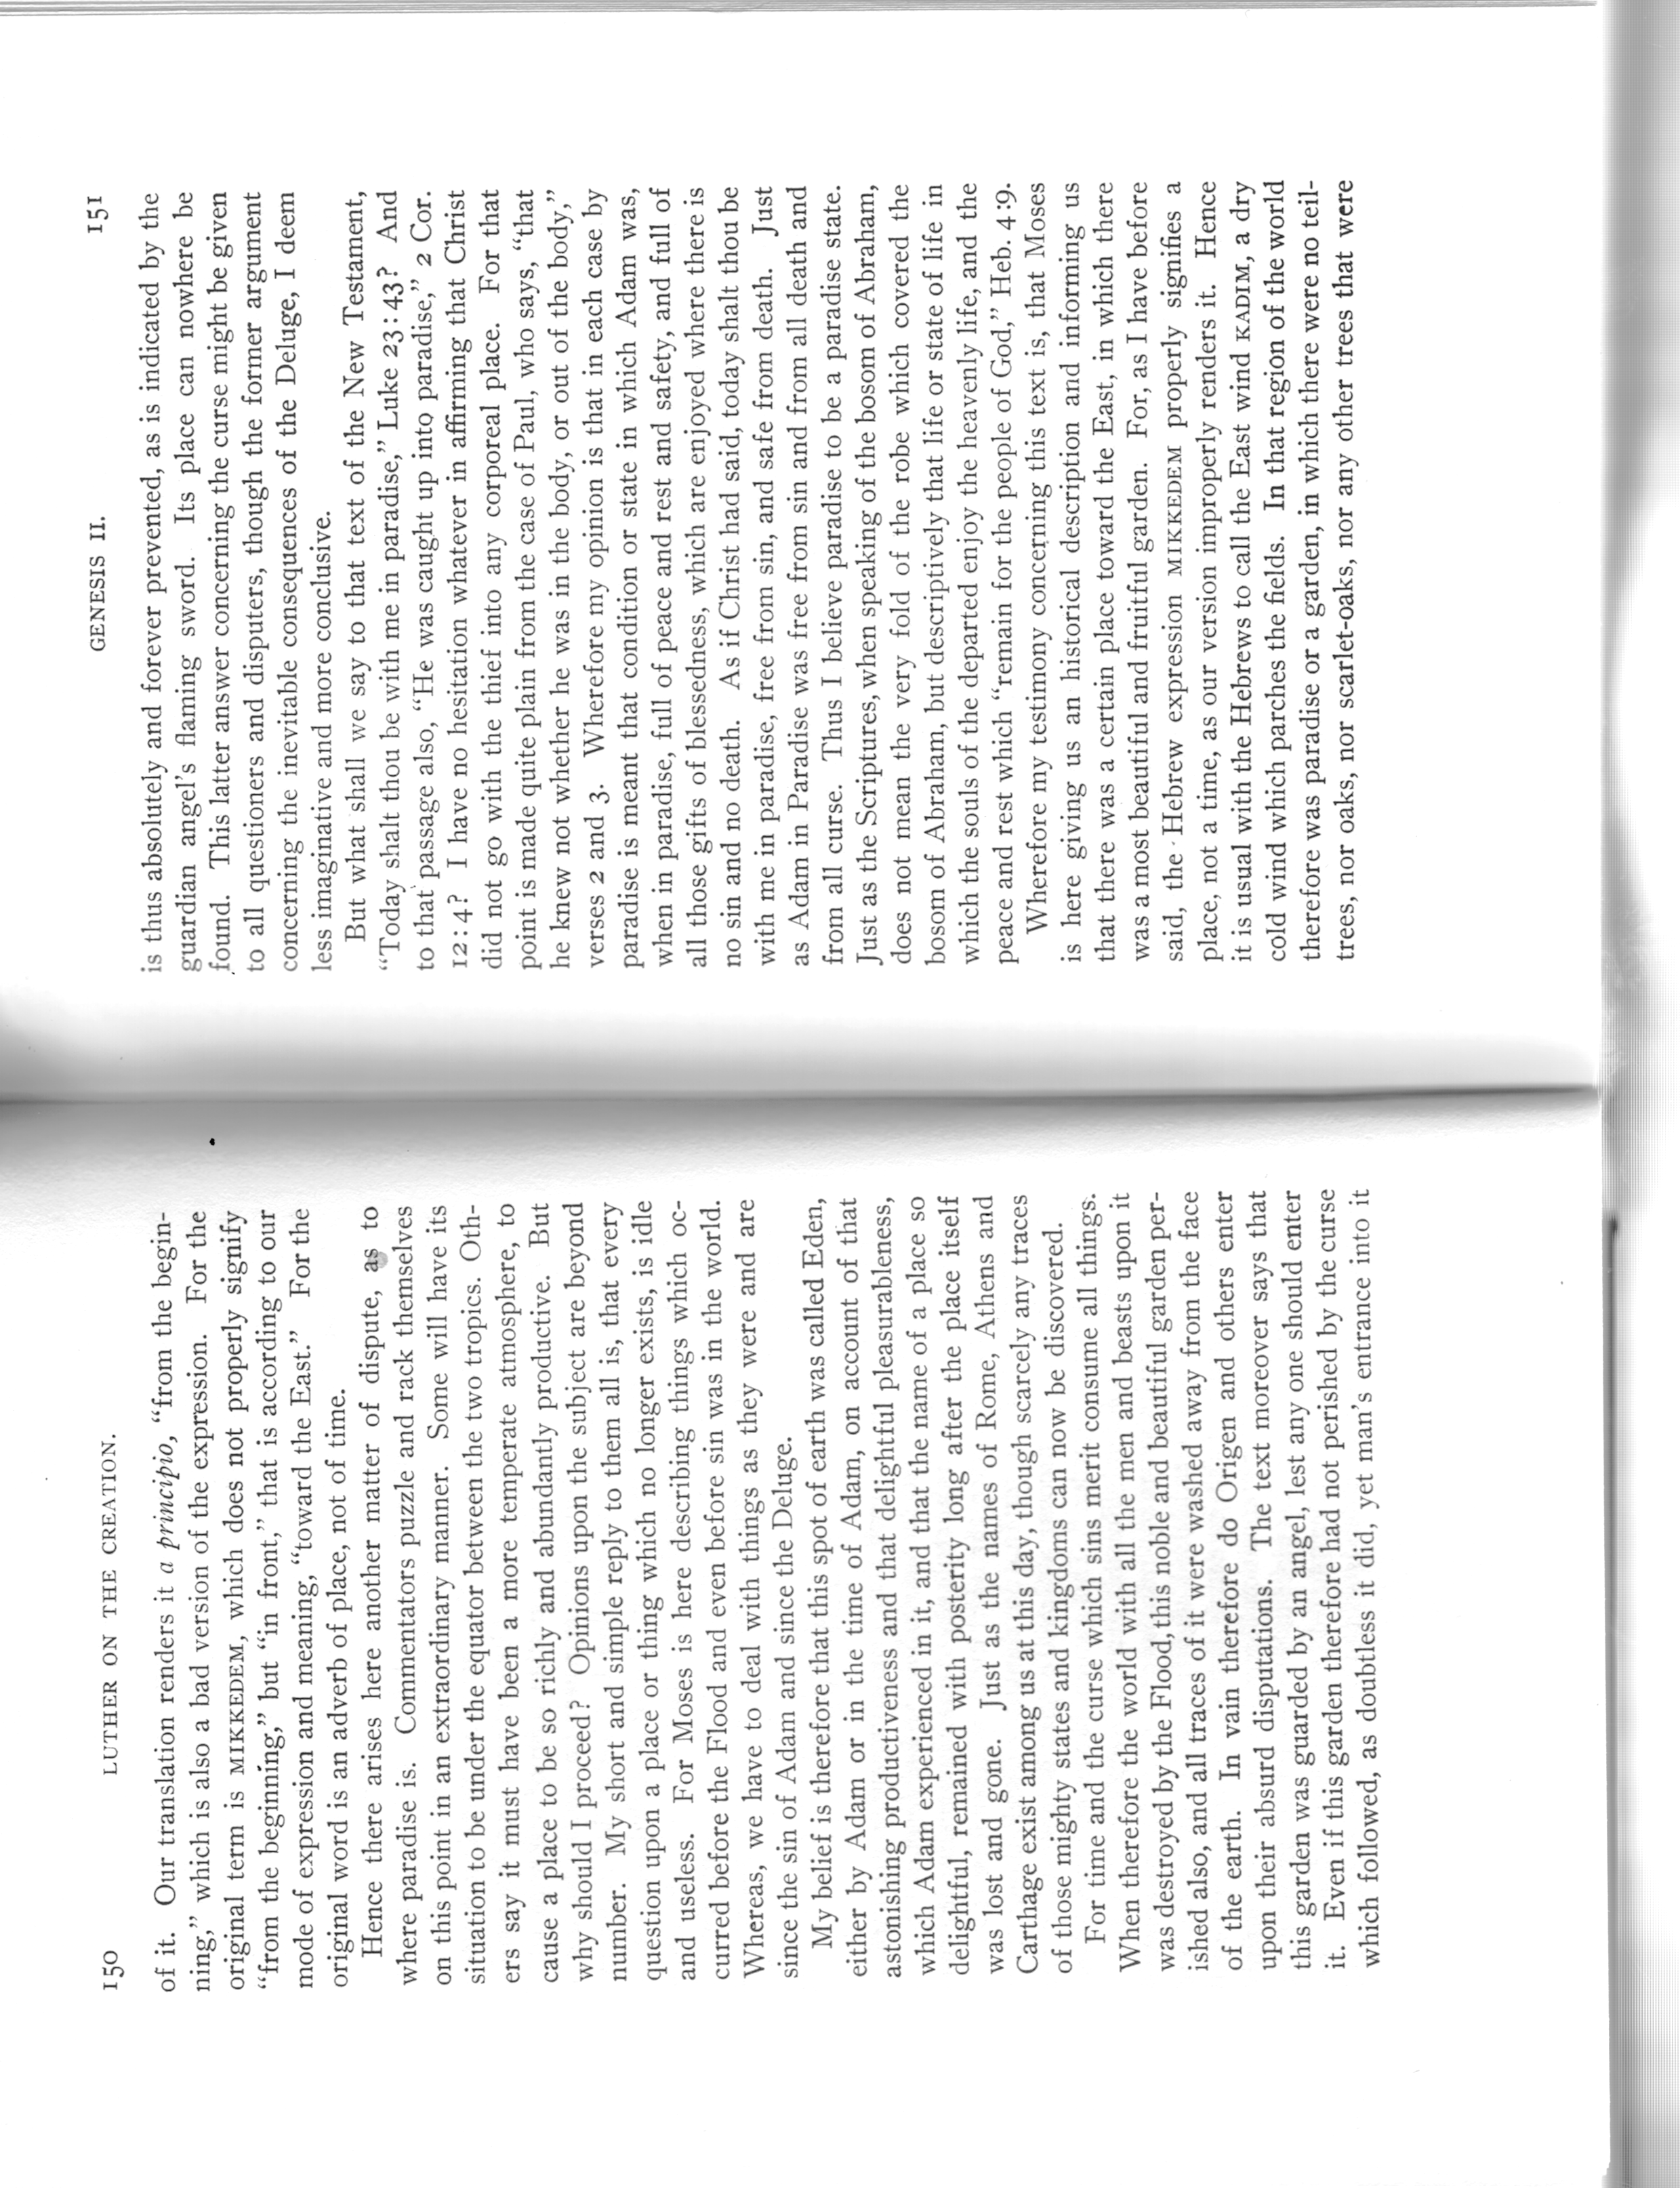 150 LUTHER ON THE CREATION.
of it. Our translation renders it a principio, “from the begin-
ning,” which is also a bad version of the expression. For the
original term is MIKKEDEM, which does not properly signify
“from the beginning,” but “in front,” that is according to our
mode of expression and meaning, “toward the East.” For the
original word is an adverb of place, not of time.
Hence there arises here another matter of dispute, as to
where paradise is. Commentators puzzle and rack themselves
on this point in an extraordinary manner. Some will have its
situation to be under the equator between the two tropics. Oth-
ers say it must have been a more temperate atmosphere, to
cause a place to be so richly and abundantly productive. But
why should I proceed? Opinions upon the subject are beyond
number. My short and simple reply to them all is, that every
question upon a place or thing which no longer exists, is idle
and useless. For Moses is here describing things which oc-
curred before the Flood and even before sin was in the world.
Whereas, we have to deal with things as they were and are
since the sin of Adam and since the Deluge.
My belief is therefore that this spot of earth was called Eden,
either by Adam or in the time of Adam, on account of that
astonishing productiveness and that delightful pleasurableness,
which Adam experienced in it, and that the name of a place so
delightful, remained with posterity long after the place itself
was lost and gone. Just as the names of Rome, Athens and
Carthage exist among us at this day, though scarcely any traces
of those mighty states and kingdoms can now be discovered.
For time and the curse which sins merit consume all things.
When therefore the world with all the men and beasts upon it
was destroyed by the Flood, this noble and beautiful garden per-
ished also, and all traces of it were washed away from the face
of the earth. In vain therefore do Origen and others enter
upon their absurd disputations. The text moreover says that
this garden was guarded by an angel, lest any one should enter
it. Even if this garden therefore had not perished by the curse
which followed, as doubtless it did, yet man’s entrance into it
GENESIS II. 151
is thus absolutely and forever prevented, as is indicated by the
guardian angel’s flaming sword. Its place can nowhere be
found. This latter answer concerning the curse might be given
to all questioners and disputers, though the former argument
concerning the inevitable consequences of the Deluge, I deem
less imaginative and more conclusive.
But what shall we say to that text of the New Testament,
“Today shalt thou be with me in paradise,” Luke 23:43? And
to that passage also, “He was caught up into paradise,” 2 Cor.
12:4? I have no hesitation whatever in affirming that Christ
did not go with the thief into any corporeal place. For that
point is made quite plain from the case of Paul, who says, “that
he knew not whether he was in the body, or out of the body,”
verses 2 and 3. Wherefore my opinion is that in each case by
paradise is meant that condition or state in which Adam was,
when in paradise, full of peace and rest and safety, and full of
all those gifts of blessedness, which are enjoyed where there is
no sin and no death. As if Christ had said, today shalt thou be
with me in paradise, free from sin, and safe from death. Just
as Adam in Paradise was free from sin and from all death and
from all curse. Thus I believe paradise to be a paradise state.
Just as the Scriptures, when speaking of the bosom of Abraham,
does not mean the very fold of the robe which covered the
bosom of Abraham, but descriptively that life or state of life in
which the souls of the departed enjoy the heavenly life, and the
peace and rest which “remain for the people of God,” Heb. 4:9.
Wherefore my testimony concerning this text is, that Moses
is here giving us an historical description and informing us
that there was a certain place toward the East, in which there
was a most beautiful and fruitful garden. For, as I have before
said, the Hebrew expression MIKKEDEM properly signifies a
place, not a time, as our version improperly renders it. Hence
it is usual with the Hebrews to call the East wind KADIM, a dry
cold wind which parches the fields. In that region of the world
therefore was paradise or a garden, in which there were no teil-
trees, nor oaks, nor scarlet-oaks, nor any other trees that were